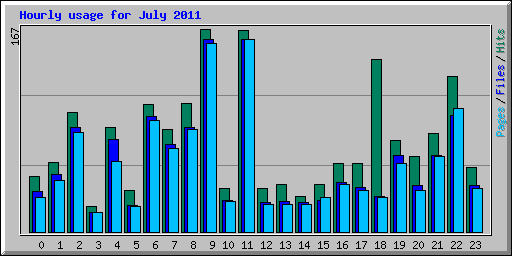 Hourly usage for July 2011
167
Pages / Files / Hits
0 1 2 3 4 5 6 7 8 9 10 11 12 13 14 15 16 17 18 19 20 21 22 23